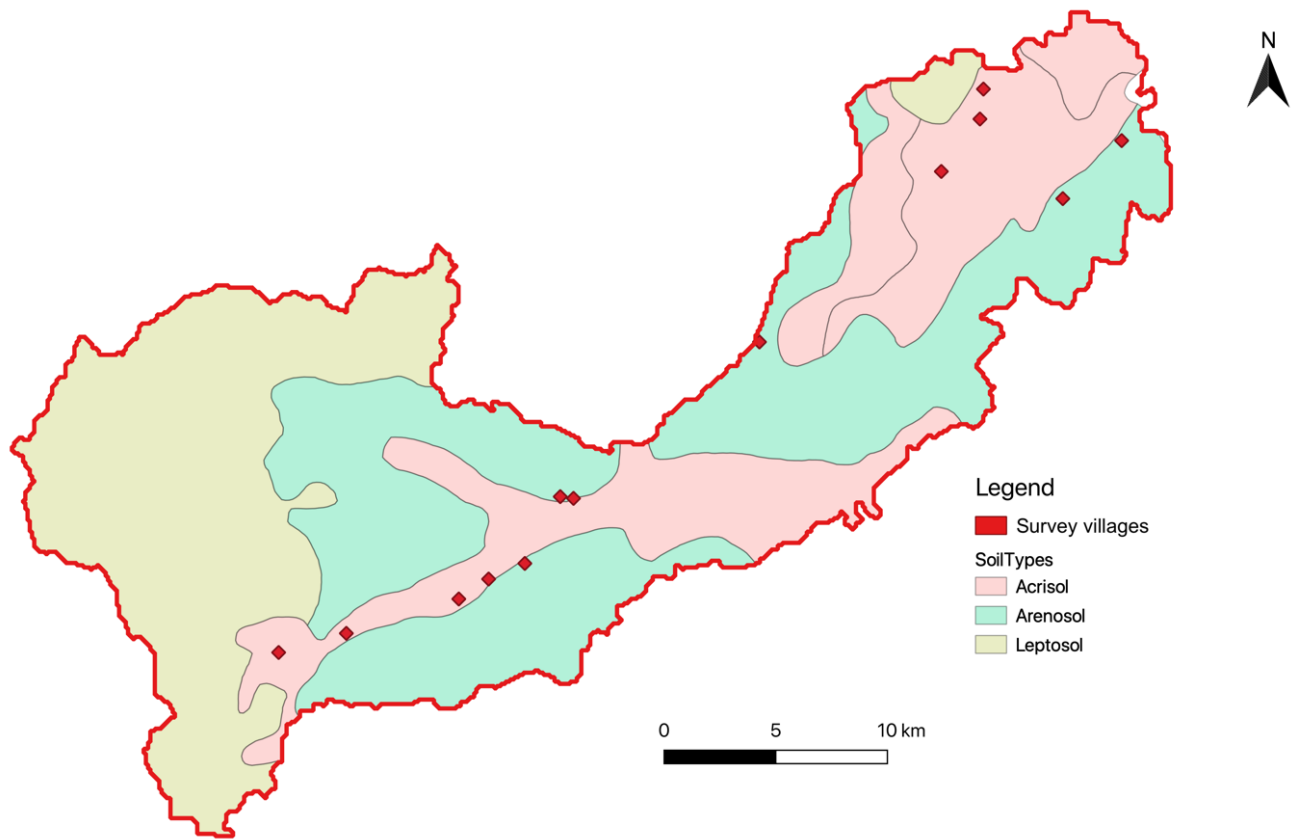 N
Legend
Survey villages
SoilTypes
Acrisol
Arenosol
Leptosol
0 5 10 km